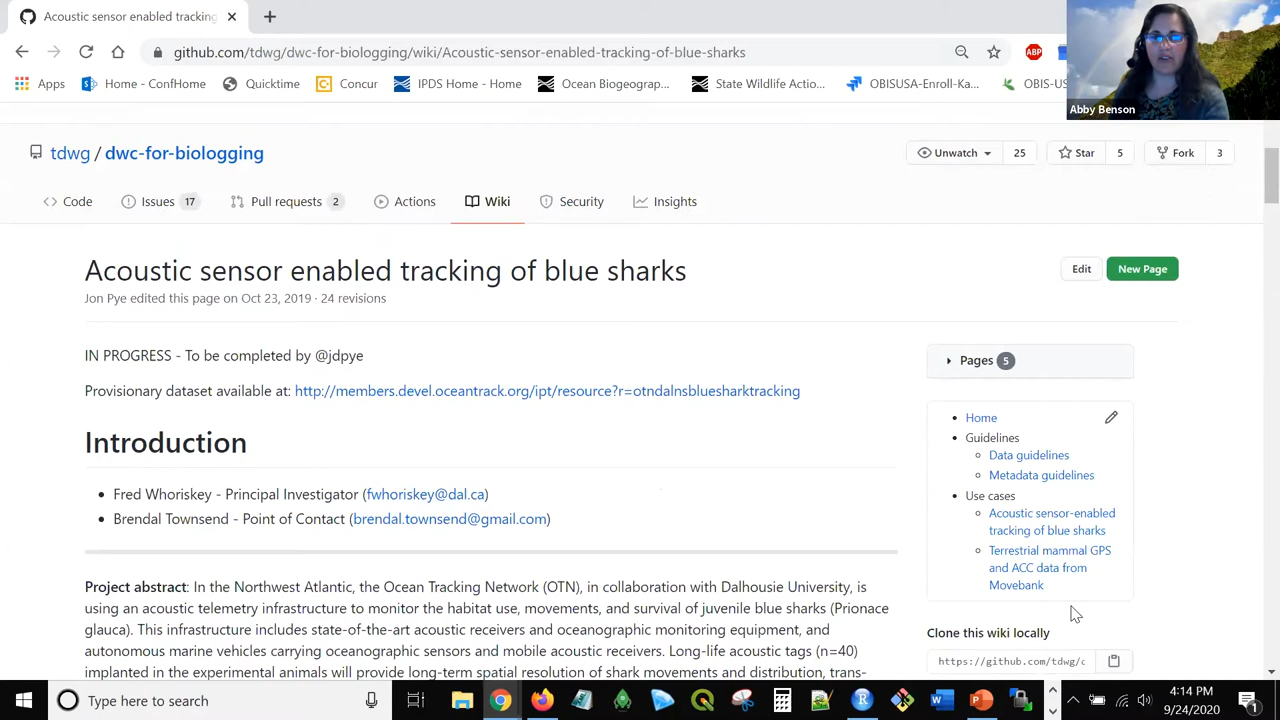 Acoustic sensor enabled tracking
github.com/tdwg/dwc-for-biologging/wiki/Acoustic-sensor-enabled-tracking-of-blue-sharks
ABP
Apps Home - ConfHome Quicktime Concur IPDS Home - Home Ocean Biogeograp... State Wildlife Actio... OBISUSA-Enroll-Ka... OBIS-US
Abby Benson
tdwg / dwc-for-biologging
Unwatch 25 Star 5 Fork 3
Code Issues 17 Pull requests 2 Actions Wiki Security Insights
Acoustic sensor enabled tracking of blue sharks
Edit New Page
Jon Pye edited this page on Oct 23, 2019 · 24 revisions
IN PROGRESS - To be completed by @jdpye
Provisionary dataset available at: http://members.devel.oceantrack.org/ipt/resource?r=otndalnsbluesharktracking
Introduction
• Fred Whoriskey - Principal Investigator (fwhoriskey@dal.ca)
• Brendal Townsend - Point of Contact (brendal.townsend@gmail.com)
Project abstract: In the Northwest Atlantic, the Ocean Tracking Network (OTN), in collaboration with Dalhousie University, is
using an acoustic telemetry infrastructure to monitor the habitat use, movements, and survival of juvenile blue sharks (Prionace
glauca). This infrastructure includes state-of-the-art acoustic receivers and oceanographic monitoring equipment, and
autonomous marine vehicles carrying oceanographic sensors and mobile acoustic receivers. Long-life acoustic tags (n=40)
implanted in the experimental animals will provide long-term spatial resolution of shark movements and distribution, trans-
Pages 5
• Home
• Guidelines
Data guidelines
Metadata guidelines
• Use cases
Acoustic sensor-enabled
tracking of blue sharks
Terrestrial mammal GPS
and ACC data from
Movebank
Clone this wiki locally
https://github.com/tdwg/c
Type here to search
4:14 PM
9/24/2020
1